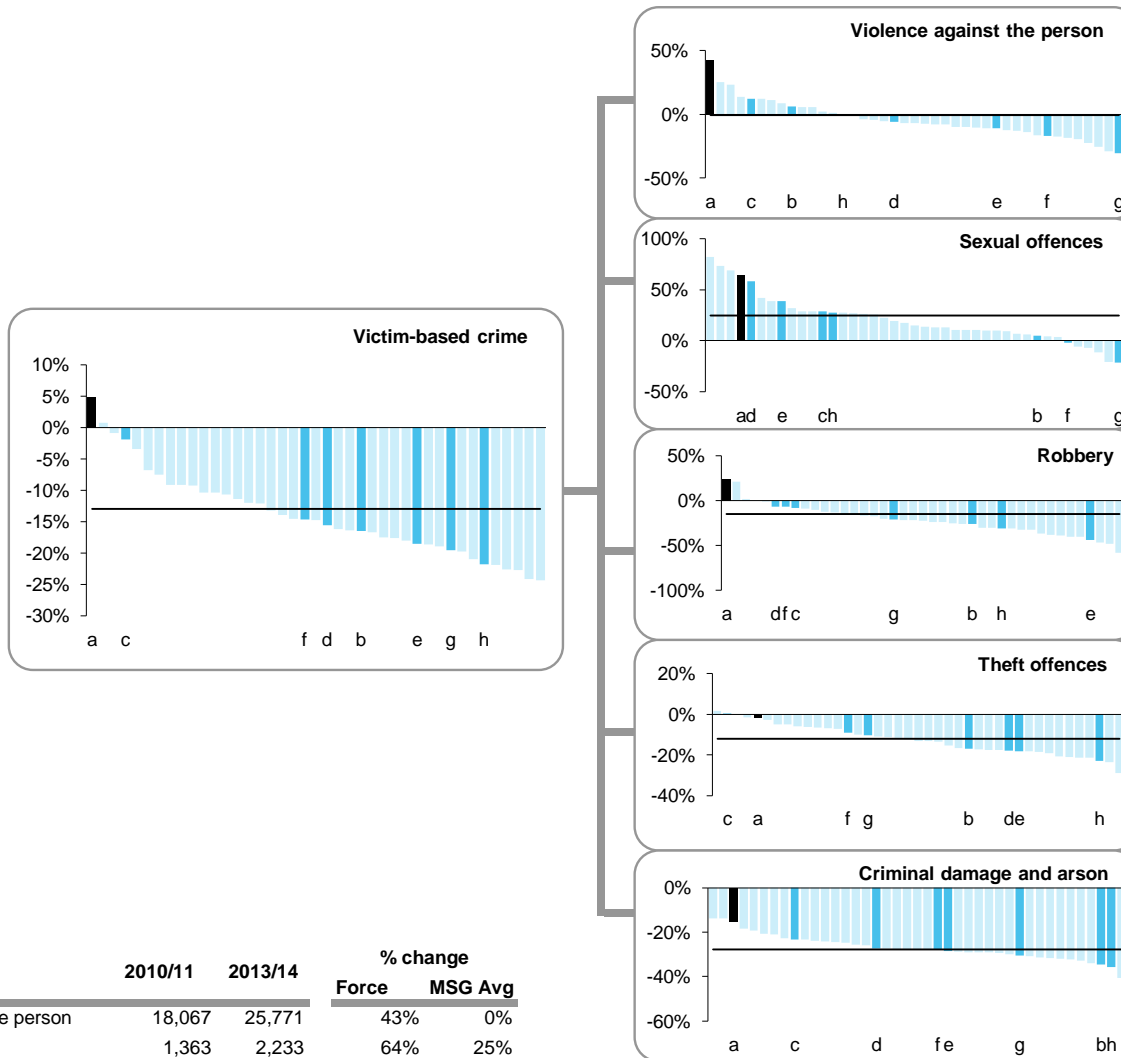 Violence against the person
50%
0%
-50%
a c b h d e f g
Sexual offences
100%
50%
0%
-50%
ad e ch b f g
Victim-based crime
10%
5%
0%
-5%
-10%
-15%
-20%
-25%
-30%
a c f d b e g h
Robbery
50%
0%
-50%
-100%
a dfc g b h e
Theft offences
20%
0%
-20%
-40%
c a f g b de h
Criminal damage and arson
0%
-20%
-40%
-60%
a c d fe g bh
2010/11 2013/14 % change
Force MSG Avg
e person 18,067 25,771 43% 0%
1,363 2,233 64% 25%